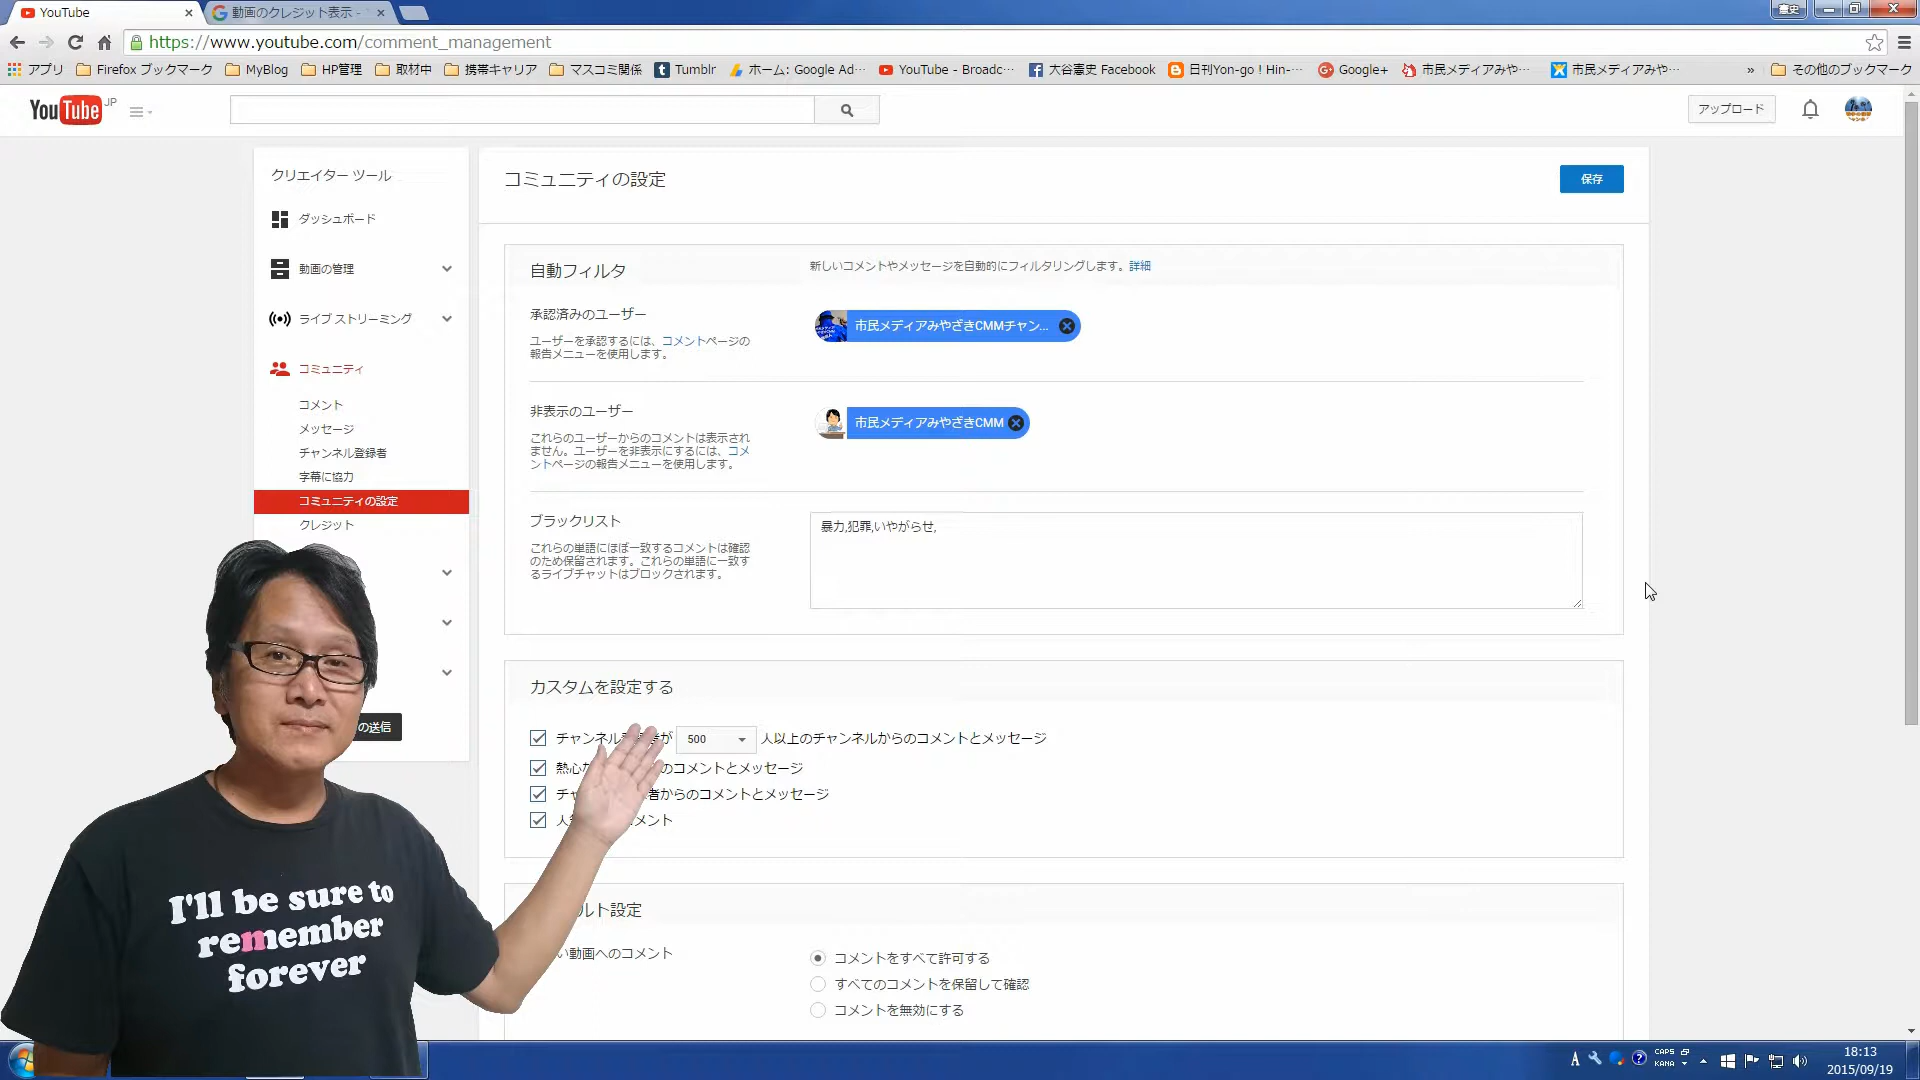 YouTube
動画のクレジット表示 -
憲史
https://www.youtube.com/comment_management
アプリ
Firefox ブックマーク
MyBlog
HP管理
取材中
携帯キャリア
マスコミ関係
Tumblr
ホーム: Google Ad…
YouTube - Broadc…
大谷憲史 Facebook
日刊Yon-go ! Hin-…
Google+
市民メディアみや…
市民メディアみや…
»
その他のブックマーク
YouTube JP
アップロード
クリエイター ツール
ダッシュボード
動画の管理
ライブ ストリーミング
コミュニティ
コメント
メッセージ
チャンネル登録者
字幕に協力
コミュニティの設定
クレジット
の送信
コミュニティの設定
保存
自動フィルタ
新しいコメントやメッセージを自動的にフィルタリングします。詳細
承認済みのユーザー
ユーザーを承認するには、コメントページの
報告メニューを使用します。
市民メディアみやざきCMMチャン...
非表示のユーザー
これらのユーザーからのコメントは表示され
ません。ユーザーを非表示にするには、コメ
ントページの報告メニューを使用します。
市民メディアみやざきCMM
ブラックリスト
これらの単語にほぼ一致するコメントは確認
のため保留されます。これらの単語に一致す
るライブチャットはブロックされます。
暴力,犯罪,いやがらせ,
カスタムを設定する
チャンネル が 500 人以上のチャンネルからのコメントとメッセージ
熱心な のコメントとメッセージ
チャ 者からのコメントとメッセージ
人 メント
ルト設定
い動画へのコメント
コメントをすべて許可する
すべてのコメントを保留して確認
コメントを無効にする
I'll be sure to
remember
forever
A
CAPS
KANA
18:13
2015/09/19